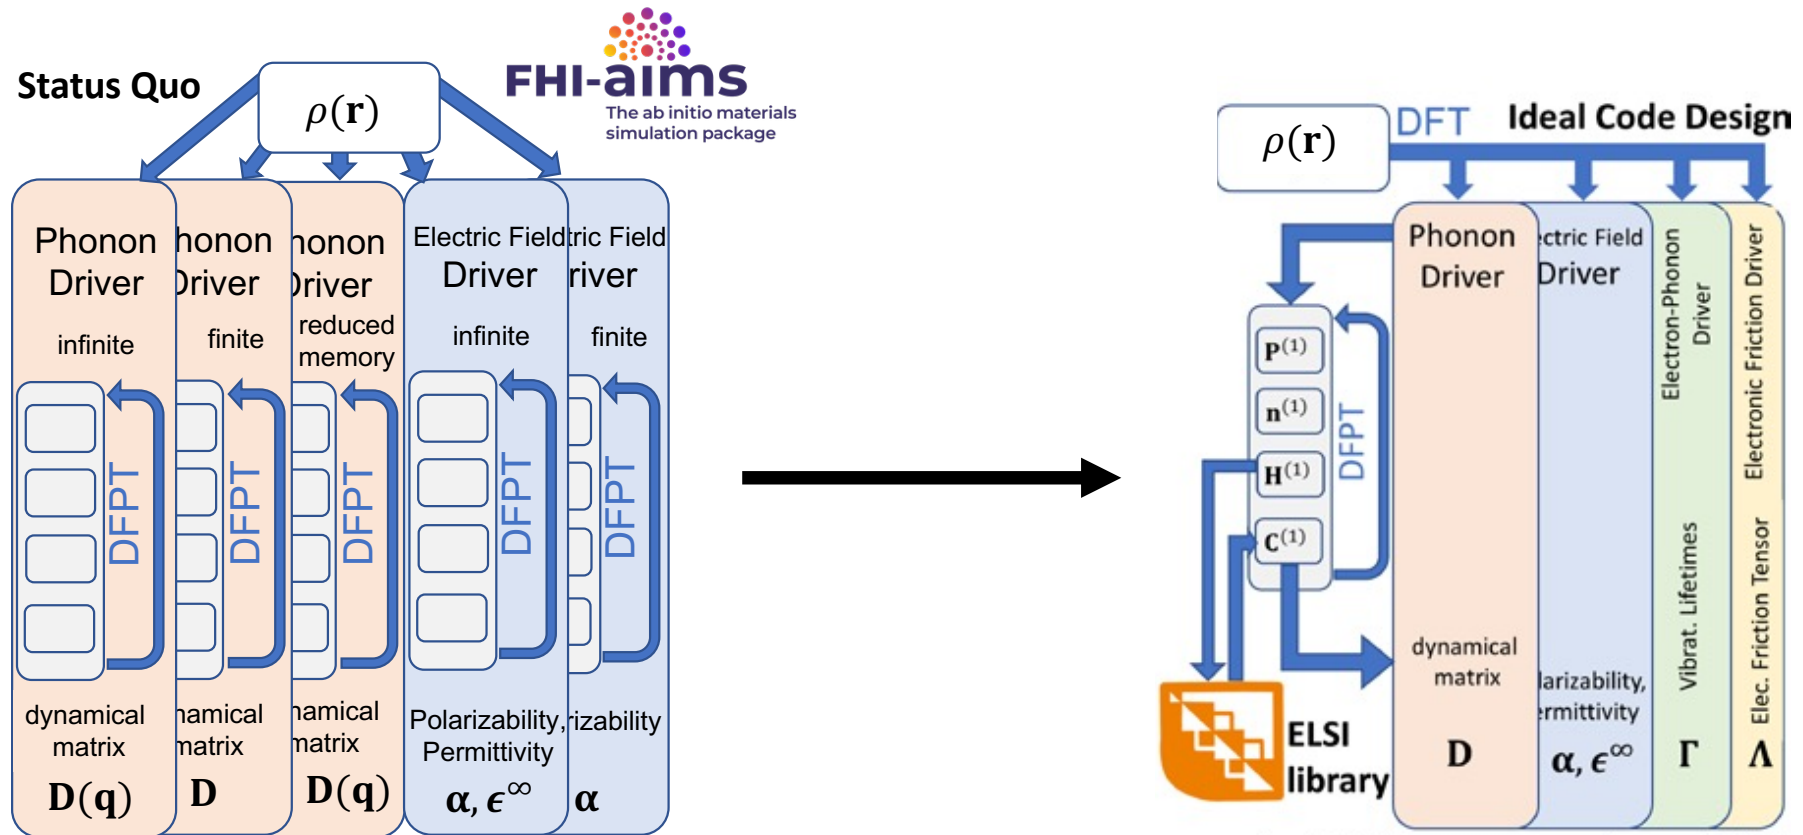 Status Quo
ρ(r)
FHI-aims
The ab initio materials
simulation package
Phonon
Driver
infinite
DFPT
dynamical
matrix
D(q)
honon
Driver
finite
DFPT
namical
matrix
D
honon
Driver
reduced
memory
DFPT
namical
matrix
D(q)
Electric Field
Driver
infinite
DFPT
Polarizability,
Permittivity
α, ϵ∞
tric Field
river
finite
DFPT
rizability
α
ρ(r)
DFT
Ideal Code Design
P(1)
n(1)
H(1)
C(1)
DFPT
ELSI
library
Phonon
Driver
dynamical
matrix
D
ectric Field
Driver
larizability,
ermittivity
α, ϵ∞
Electron-Phonon
Driver
Vibrat. Lifetimes
Γ
Electronic Friction Driver
Elec. Friction Tensor
Λ